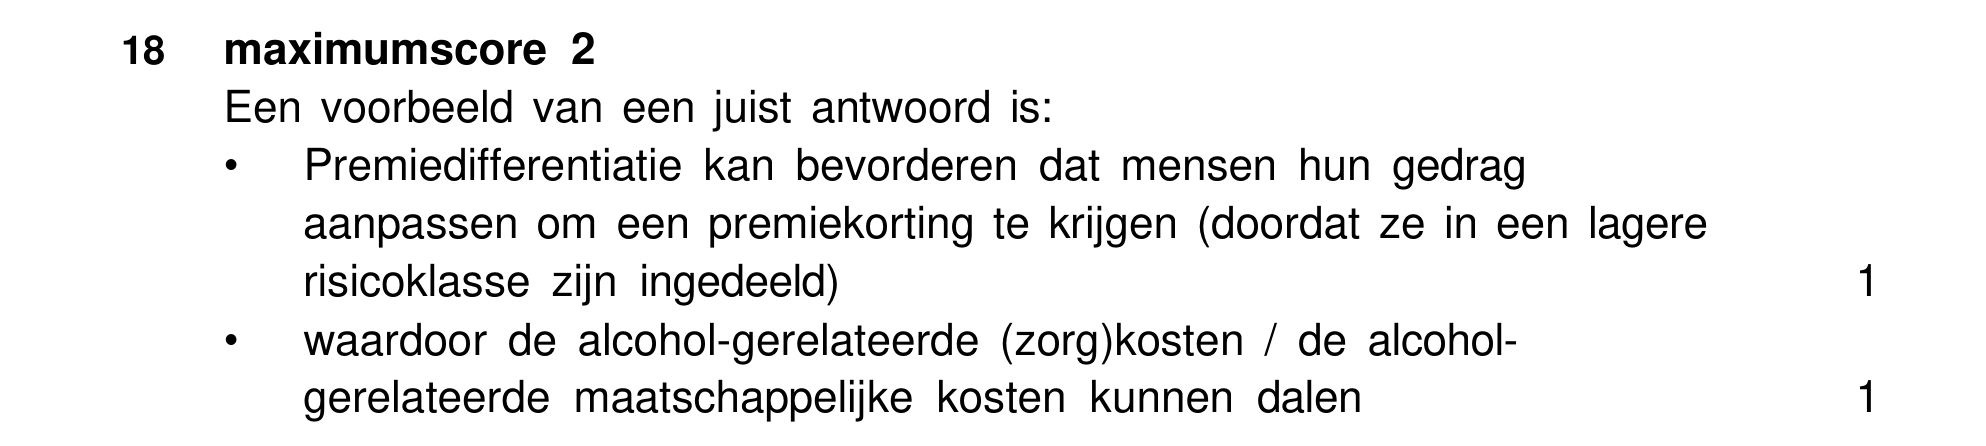 18 maximumscore 2
Een voorbeeld van een juist antwoord is:
• Premiedifferentiatie kan bevorderen dat mensen hun gedrag
aanpassen om een premiekorting te krijgen (doordat ze in een lagere
risicoklasse zijn ingedeeld) 1
• waardoor de alcohol-gerelateerde (zorg)kosten / de alcohol-
gerelateerde maatschappelijke kosten kunnen dalen 1